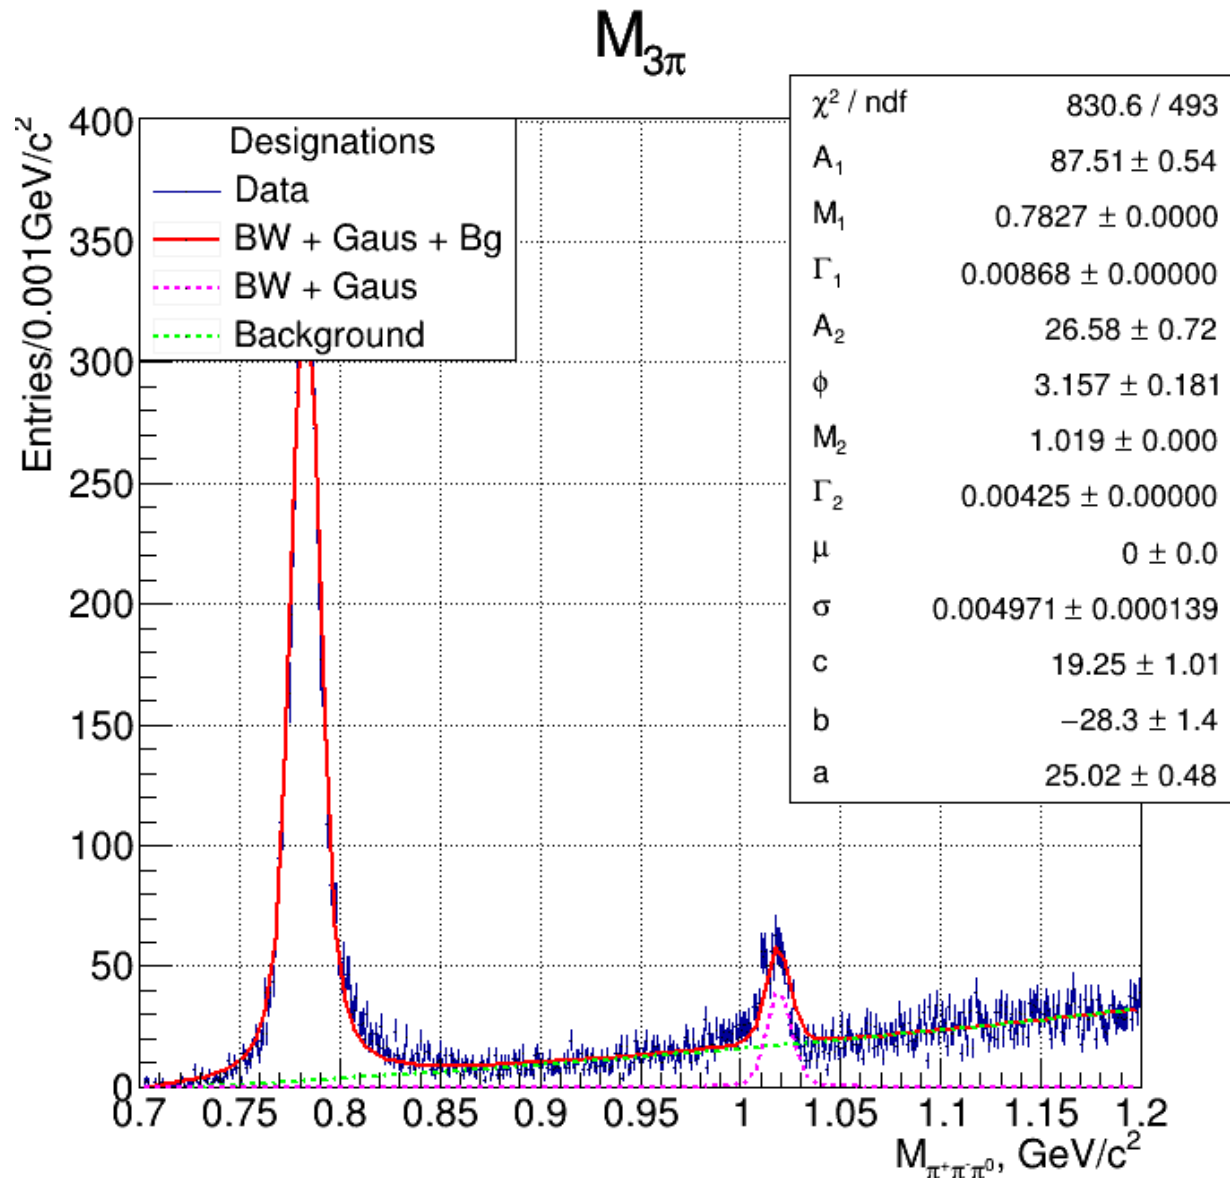 M3π
Entries/0.001GeV/c2
400
350
300
250
200
150
100
50
0
Designations
Data
BW + Gaus + Bg
BW + Gaus
Background
χ2 / ndf 830.6 / 493
A1 87.51 ± 0.54
M1 0.7827 ± 0.0000
Γ1 0.00868 ± 0.00000
A2 26.58 ± 0.72
ϕ 3.157 ± 0.181
M2 1.019 ± 0.000
Γ2 0.00425 ± 0.00000
μ 0 ± 0.0
σ 0.004971 ± 0.000139
c 19.25 ± 1.01
b −28.3 ± 1.4
a 25.02 ± 0.48
0.7 0.75 0.8 0.85 0.9 0.95 1 1.05 1.1 1.15 1.2
Mπ+π-π0, GeV/c2